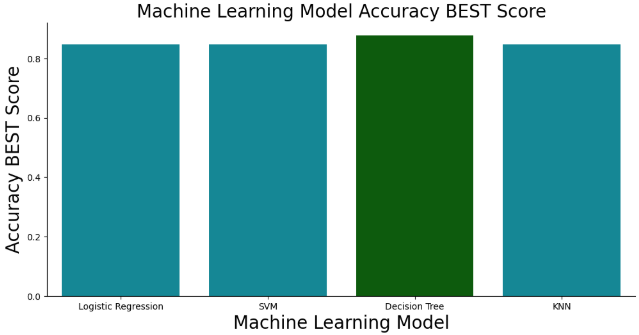 Machine Learning Model Accuracy BEST Score
Accuracy BEST Score
0.8
0.6
0.4
0.2
0.0
Logistic Regression
SVM
Decision Tree
KNN
Machine Learning Model